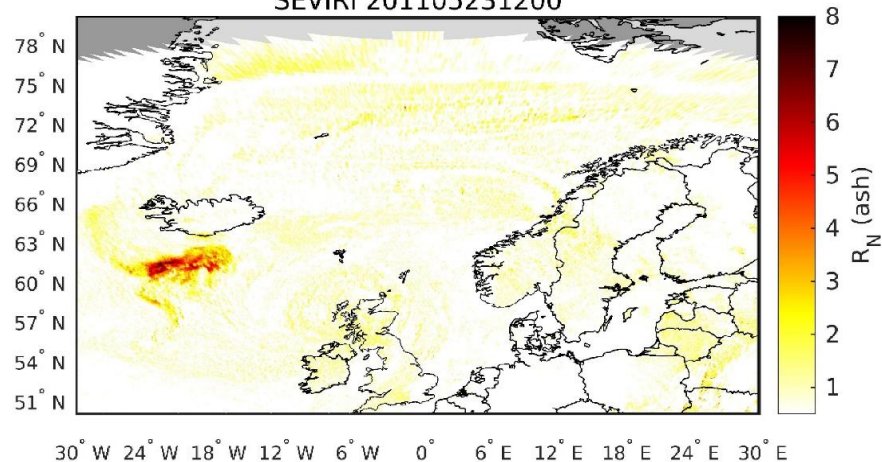 SEVIRI 201105231200
78° N
75° N
72° N
69° N
66° N
63° N
60° N
57° N
54° N
51° N
30° W 24° W 18° W 12° W 6° W 0° 6° E 12° E 18° E 24° E 30° E
8
7
6
5
4
3
2
1
R_N (ash)